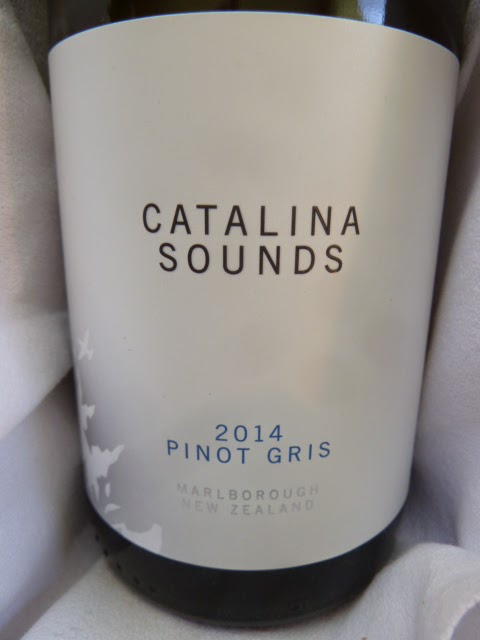 CATALINA
SOUNDS
2014
PINOT GRIS
MARLBOROUGH
NEW ZEALAND